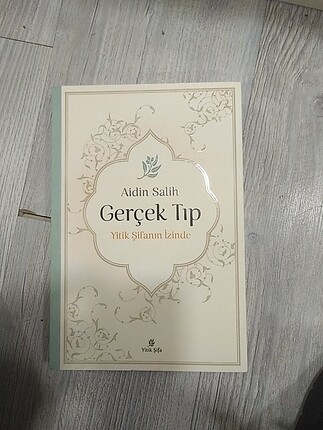 Aidin Salih
Gerçek Tıp
Yitik Şifanın İzinde
Yitik Şifa